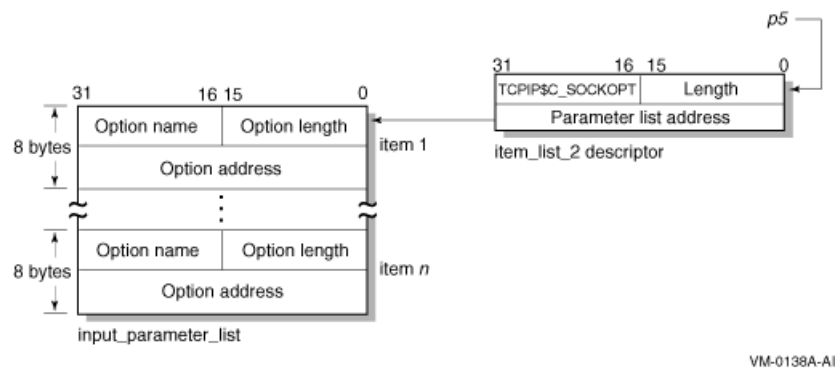 p5
31 16 15 0
TCPIP$C_SOCKOPT Length
Parameter list address
item_list_2 descriptor
31 16 15 0
8 bytes
Option name Option length
item 1
Option address
8 bytes
Option name Option length
item n
Option address
input_parameter_list
VM-0138A-AI